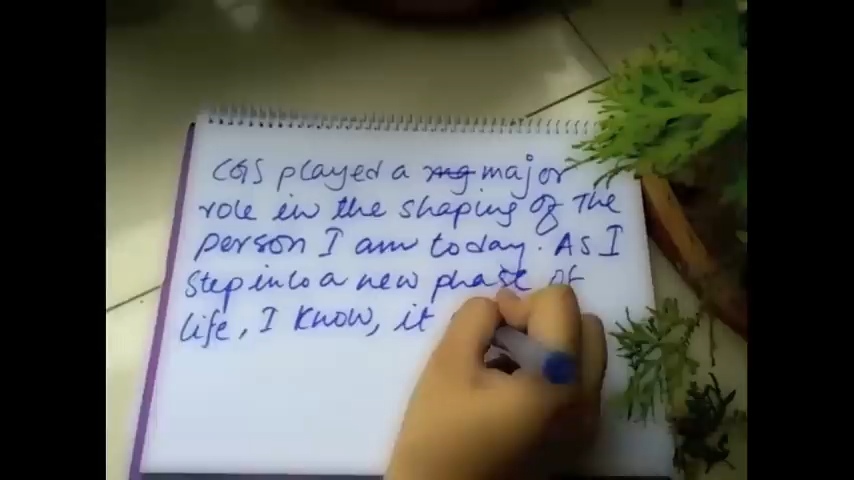 CGS played a major
role in the shaping of The
person I am today. As I
step into a new phase of
life, I know, it